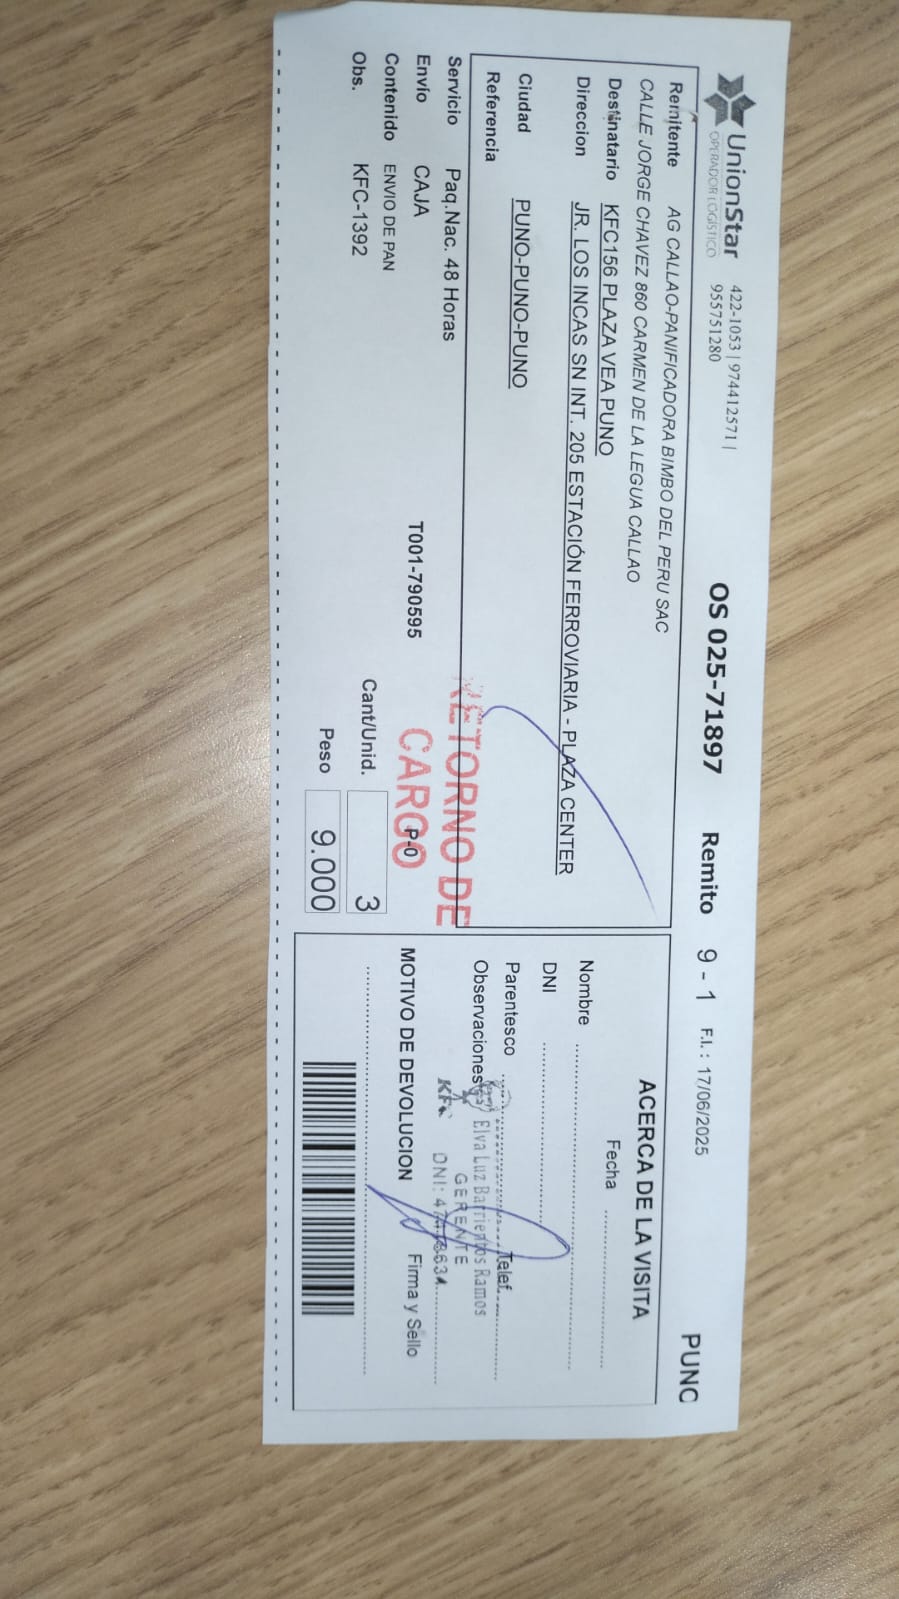 UnionStar
OPERADOR LOGÍSTICO
422-1053 | 974412571 |
955751280
OS 025-71897
Remito 9 - 1 F.I. : 17/06/2025
PUNO
Remitente AG CALLAO-PANIFICADORA BIMBO DEL PERU SAC
CALLE JORGE CHAVEZ 860 CARMEN DE LA LEGUA CALLAO
Destinatario KFC156 PLAZA VEA PUNO
Direccion JR. LOS INCAS SN INT. 205 ESTACIÓN FERROVIARIA - PLAZA CENTER
Ciudad PUNO-PUNO-PUNO
Referencia
Servicio Paq.Nac. 48 Horas
Envio CAJA T001-790595 P-0
Contenido ENVIO DE PAN
Obs. KFC-1392
RETORNO DE
CARGO
Cant/Unid. 3
Peso 9.000
ACERCA DE LA VISITA
Fecha
Nombre
DNI
Parentesco Telef.
Observaciones
Elva Luz Barrientos Ramos
GERENTE
KFC DNI:
MOTIVO DE DEVOLUCION Firma y Sello